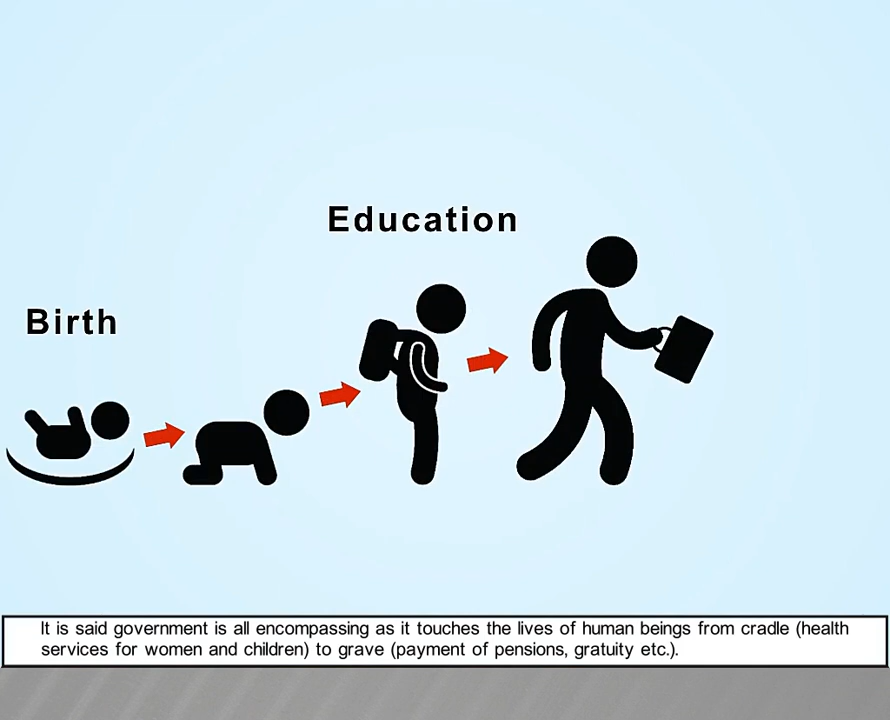 Education
Birth
It is said government is all encompassing as it touches the lives of human beings from cradle (health
services for women and children) to grave (payment of pensions, gratuity etc.).